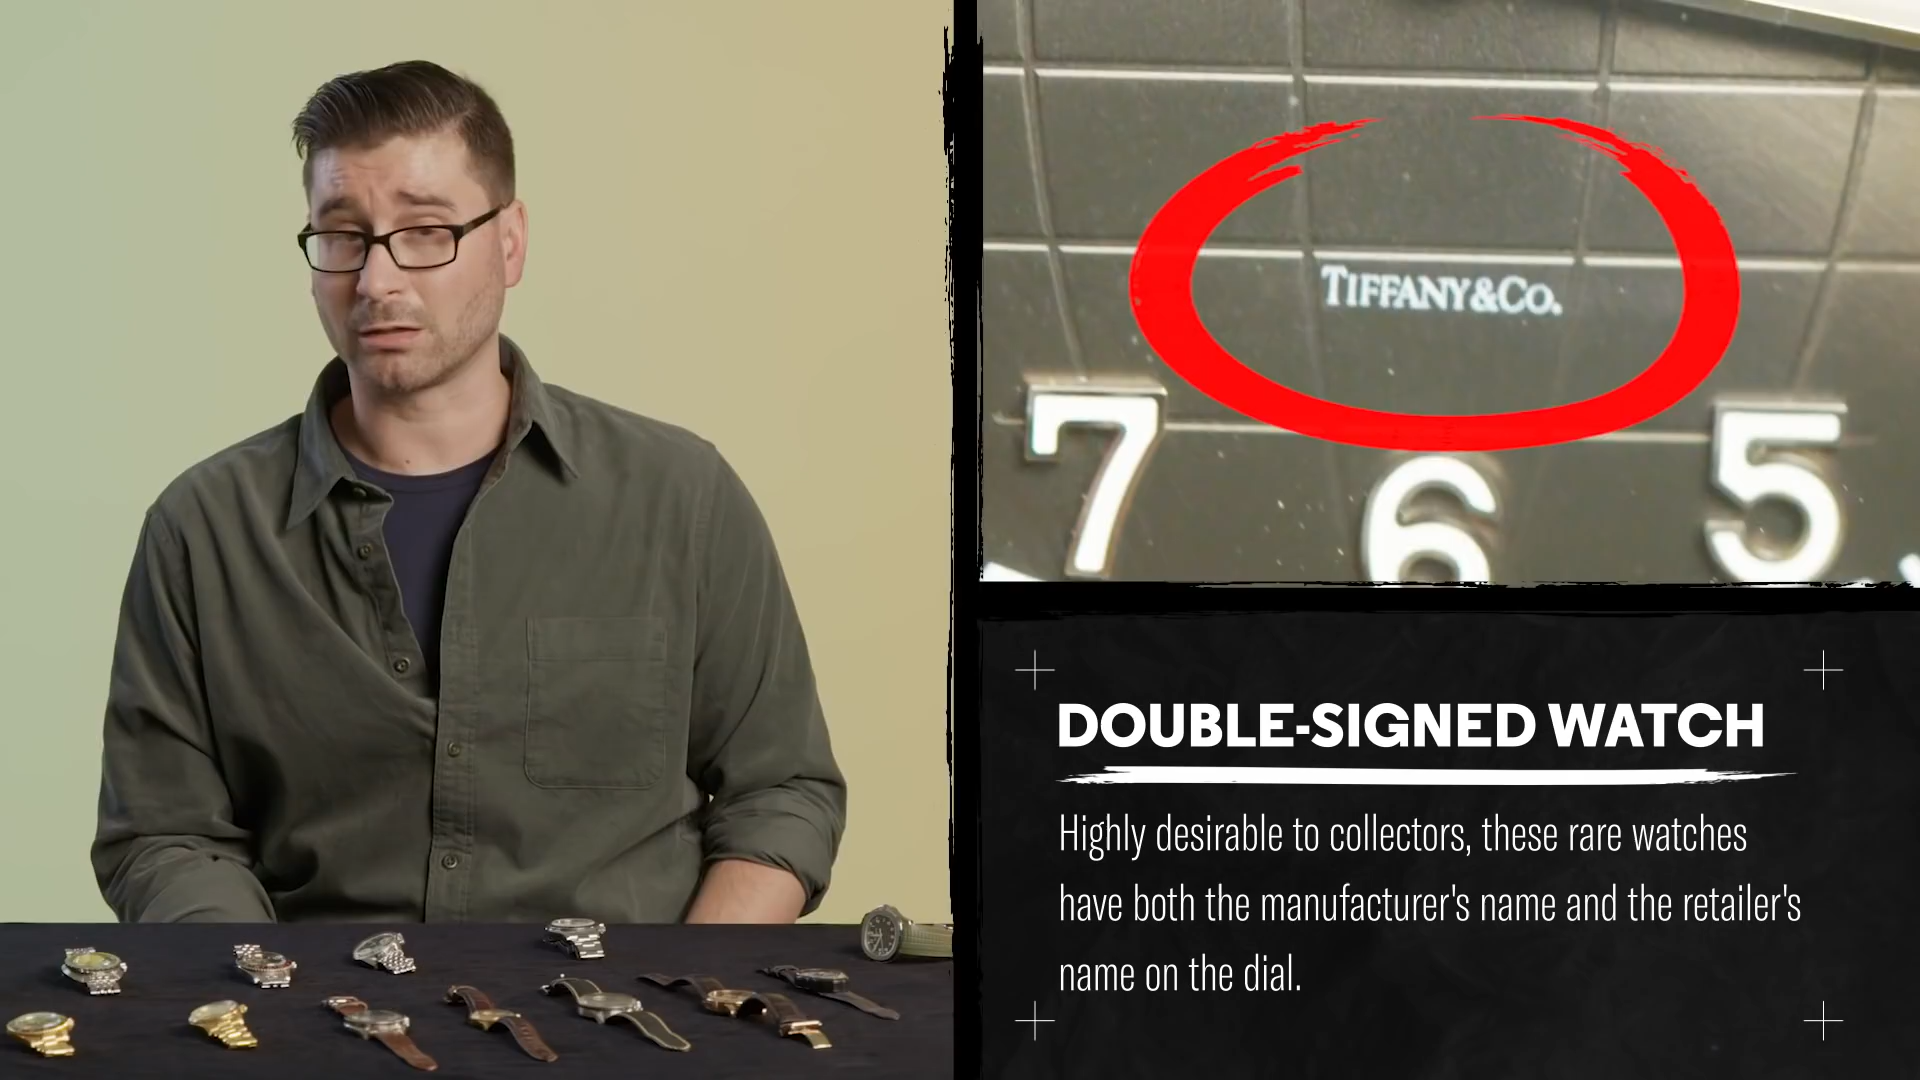 TIFFANY&CO.
7
6
5
DOUBLE-SIGNED WATCH
Highly desirable to collectors, these rare watches
have both the manufacturer's name and the retailer's
name on the dial.